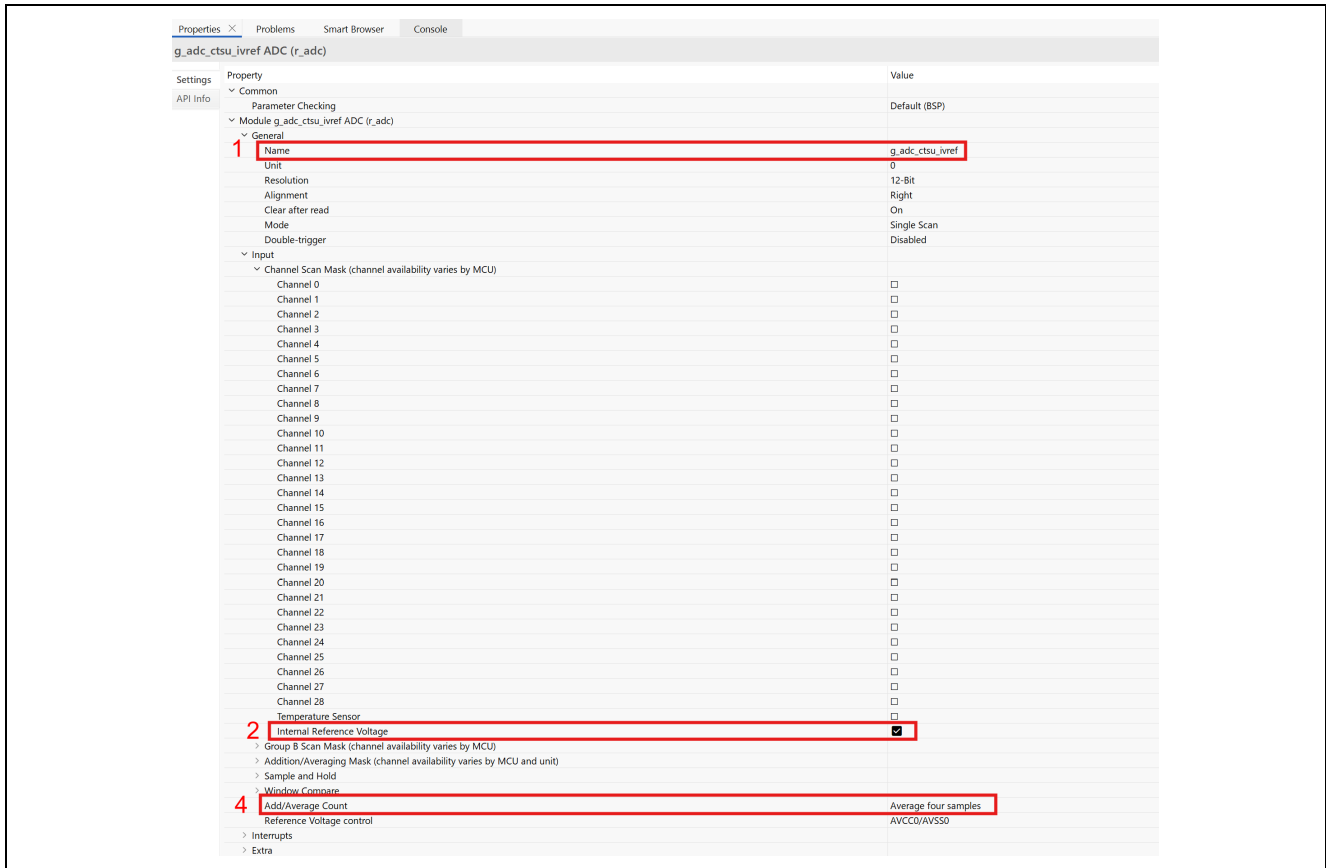 Properties Problems Smart Browser Console
g_adc_ctsu_ivref ADC (r_adc)
Settings
API Info
Property Value
Common
Parameter Checking Default (BSP)
Module g_adc_ctsu_ivref ADC (r_adc)
General
1 Name g_adc_ctsu_ivref
Unit 0
Resolution 12-Bit
Alignment Right
Clear after read On
Mode Single Scan
Double-trigger Disabled
Input
Channel Scan Mask (channel availability varies by MCU)
Channel 0
Channel 1
Channel 2
Channel 3
Channel 4
Channel 5
Channel 6
Channel 7
Channel 8
Channel 9
Channel 10
Channel 11
Channel 12
Channel 13
Channel 14
Channel 15
Channel 16
Channel 17
Channel 18
Channel 19
Channel 20
Channel 21
Channel 22
Channel 23
Channel 24
Channel 25
Channel 26
Channel 27
Channel 28
Temperature Sensor
2 Internal Reference Voltage
Group B Scan Mask (channel availability varies by MCU)
Addition/Averaging Mask (channel availability varies by MCU and unit)
Sample and Hold
Window Compare
4 Add/Average Count Average four samples
Reference Voltage control AVCC0/AVSS0
Interrupts
Extra